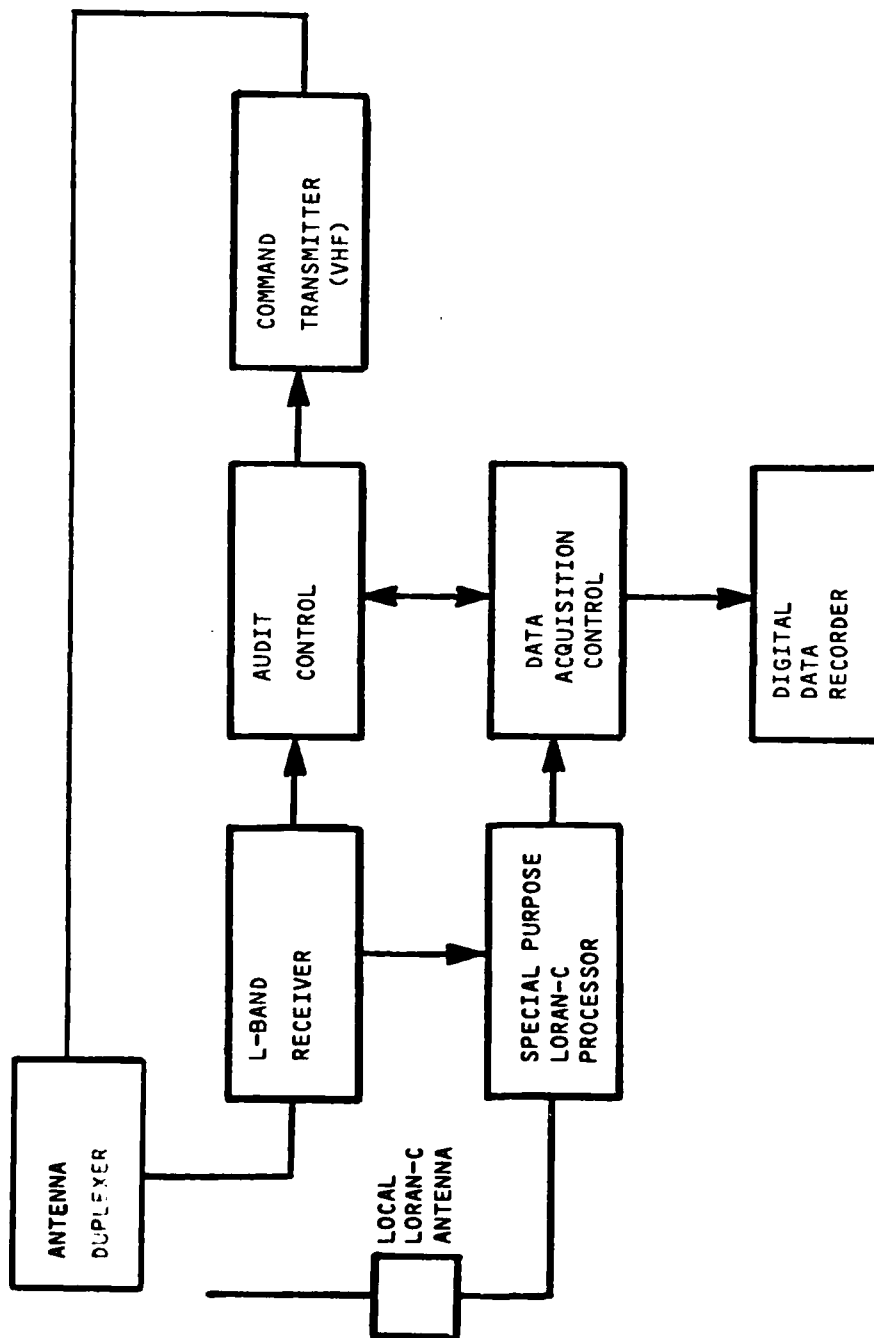 ANTENNA
DUPLEXER
COMMAND
TRANSMITTER
(VHF)
L-BAND
RECEIVER
AUDIT
CONTROL
LOCAL
LORAN-C
ANTENNA
SPECIAL PURPOSE
LORAN-C
PROCESSOR
DATA
ACQUISITION
CONTROL
DIGITAL
DATA
RECORDER